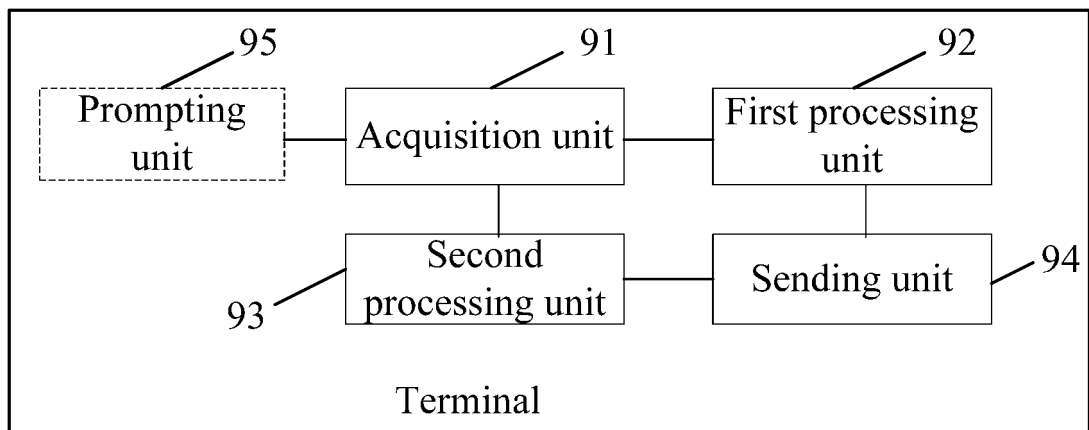 95
91
92
Prompting
unit
Acquisition unit
First processing
unit
Second
processing unit
93
Sending unit
94
Terminal